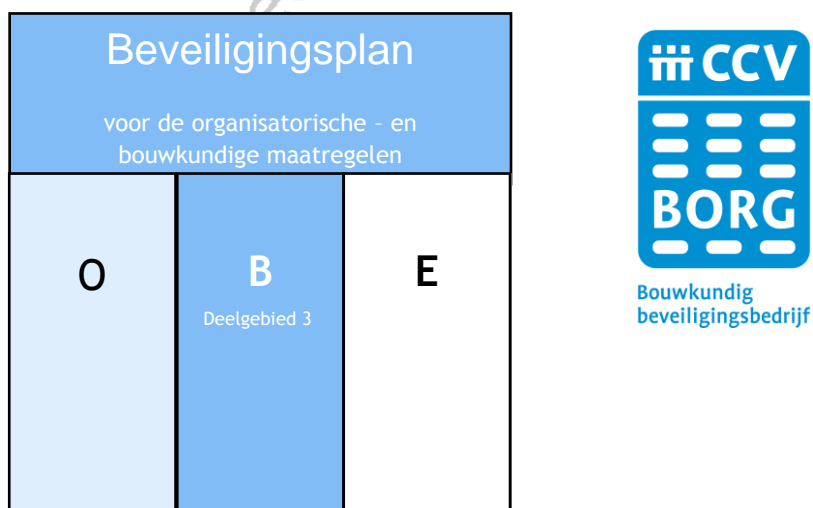 Beveiligingsplan
voor de organisatorische – en
bouwkundige maatregelen
O
B
E
Deelgebied 3
CCV
BORG
Bouwkundig
beveiligingsbedrijf